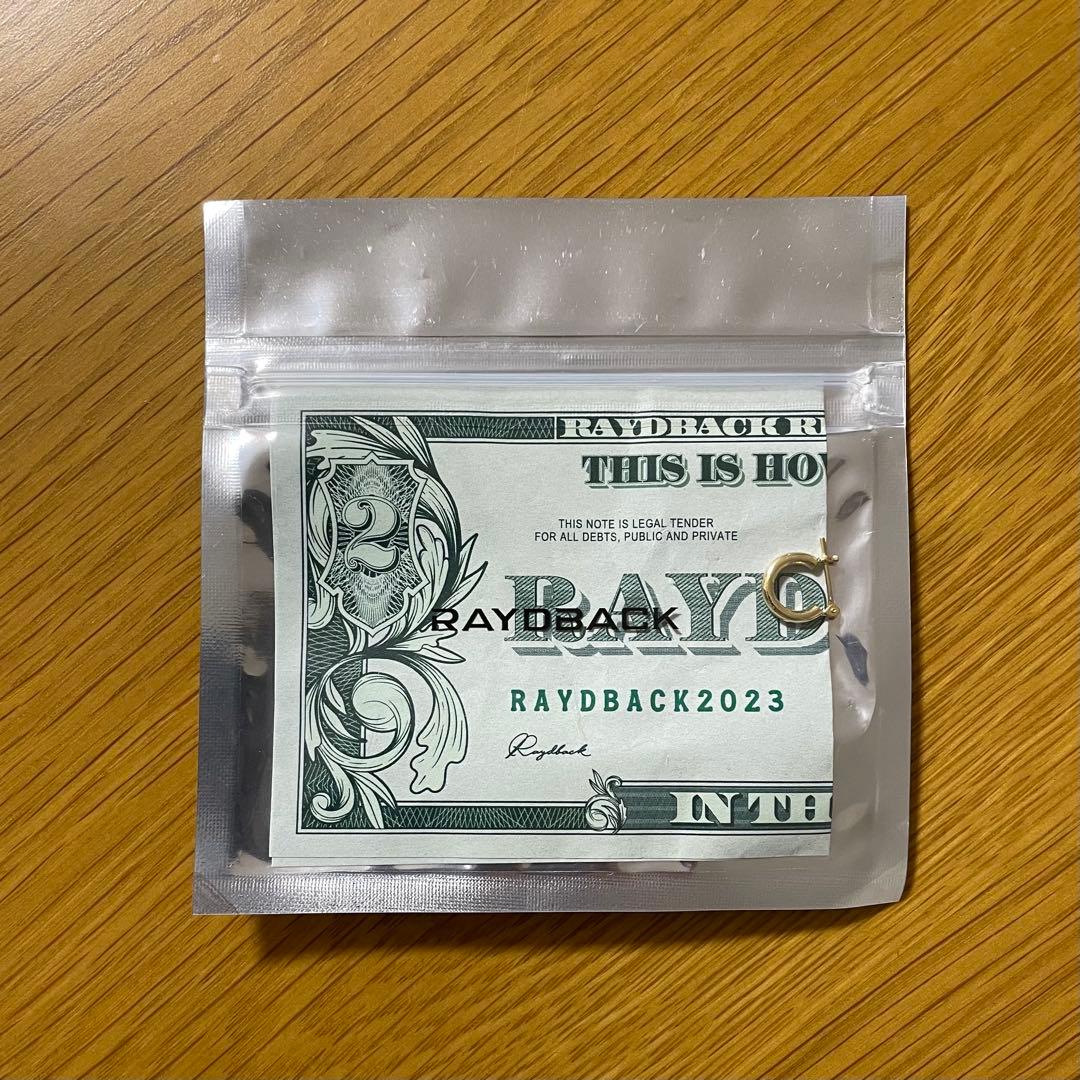 RAYDBACK R
THIS IS HO
2
THIS NOTE IS LEGAL TENDER
FOR ALL DEBTS, PUBLIC AND PRIVATE
RAYD
RAYDBACK
RAYDBACK2023
Raydback
IN TH